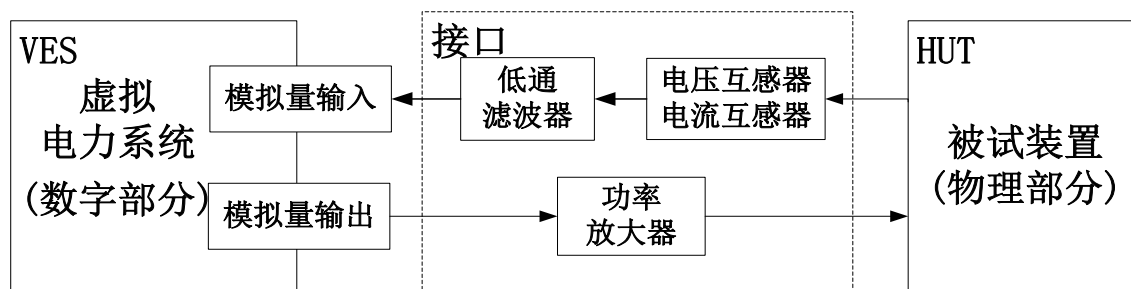 VES
虚拟
电力系统
(数字部分)
模拟量输入
模拟量输出
接口
低通
滤波器
电压互感器
电流互感器
功率
放大器
HUT
被试装置
(物理部分)